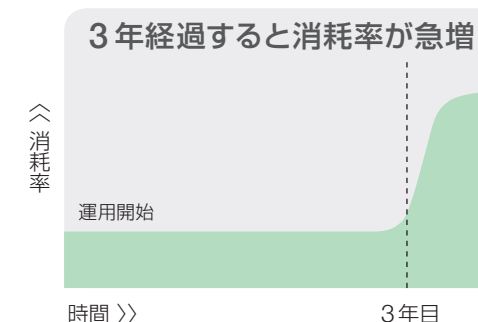 3年経過すると消耗率が急増
《 消耗率
運用開始
時間 》
3年目